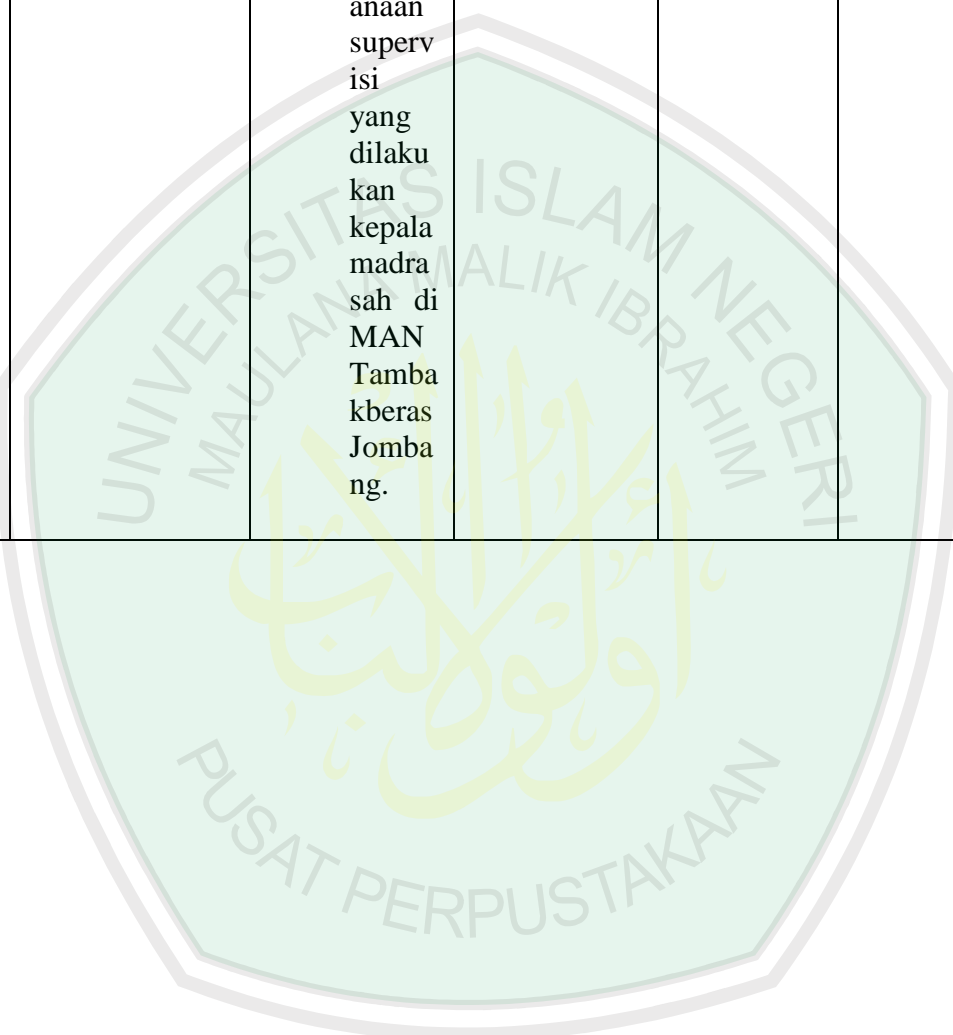 anaan
superv
isi
yang
dilaku
kan
kepala
madra
sah di
MAN
Tamba
kberas
Jomba
ng.
UNIVERSITAS ISLAM NEGERI
MAULANA MALIK IBRAHIM
PUSAT PERPUSTAKAAN